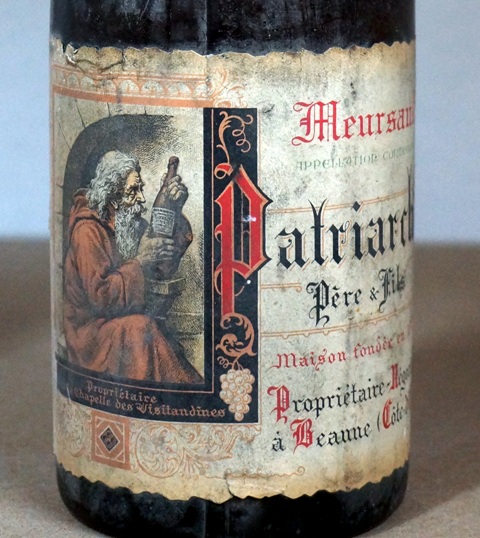 Meursau
APPELLATION CONT
Patriarch
Père & Fils
Maison fondée en
Propriétaire-Négo
à Beaune (Côte-d
Propriétaire
Chapelle des Visitandines